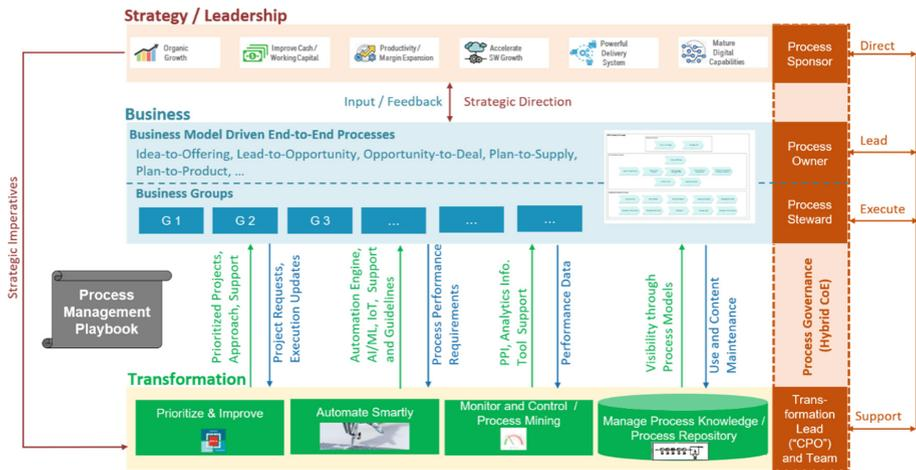 Strategy / Leadership
Organic
Growth
Improve Cash /
Working Capital
Productivity /
Margin Expansion
Accelerate
SW Growth
Powerful
Delivery
System
Mature
Digital
Capabilities
Process
Sponsor
Direct
Input / Feedback
Strategic Direction
Business
Business Model Driven End-to-End Processes
Idea-to-Offering, Lead-to-Opportunity, Opportunity-to-Deal, Plan-to-Supply,
Plan-to-Product, ...
Process
Owner
Lead
Business Groups
G 1
G 2
G 3
...
...
...
Process
Steward
Execute
Strategic Imperatives
Process
Management
Playbook
Prioritized Projects,
Approach, Support
Project Requests,
Execution Updates
Automation Engine,
AI/ML, IoT, Support
and Guidelines
Process Performance
Requirements
PPI, Analytics Info.
Tool Support
Performance Data
Visibility through
Process Models
Use and Content
Maintenance
Process Governance
(Hybrid CoE)
Transformation
Prioritize & Improve
Automate Smartly
Monitor and Control /
Process Mining
Manage Process Knowledge /
Process Repository
Trans-
formation
Lead
("CPO")
and Team
Support